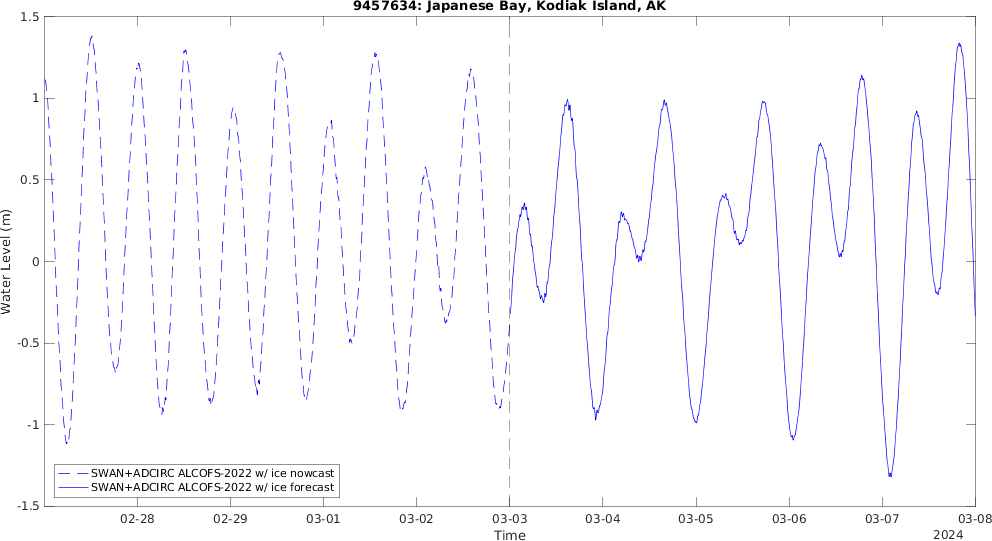 9457634: Japanese Bay, Kodiak Island, AK
1.5
1
0.5
0
-0.5
-1
-1.5
Water Level (m)
SWAN+ADCIRC ALCOFS-2022 w/ ice nowcast
SWAN+ADCIRC ALCOFS-2022 w/ ice forecast
02-28 02-29 03-01 03-02 03-03 03-04 03-05 03-06 03-07 03-08
Time
2024